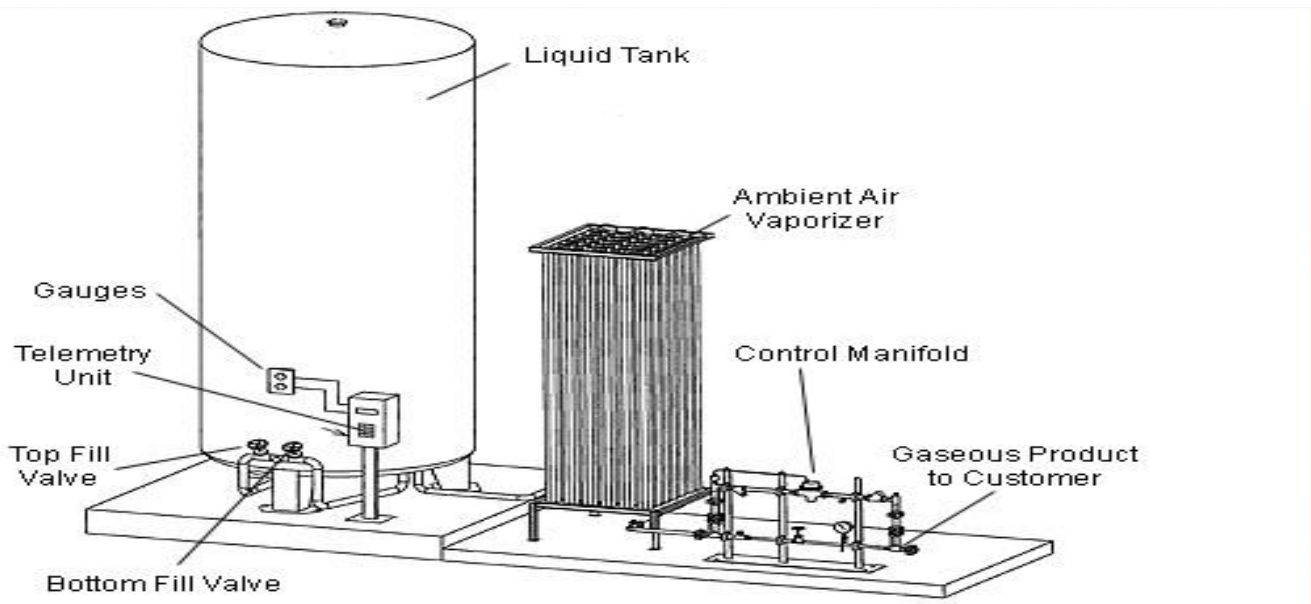 Liquid Tank
Ambient Air
Vaporizer
Gauges
Telemetry
Unit
Control Manifold
Top Fill
Valve
Gaseous Product
to Customer
Bottom Fill Valve